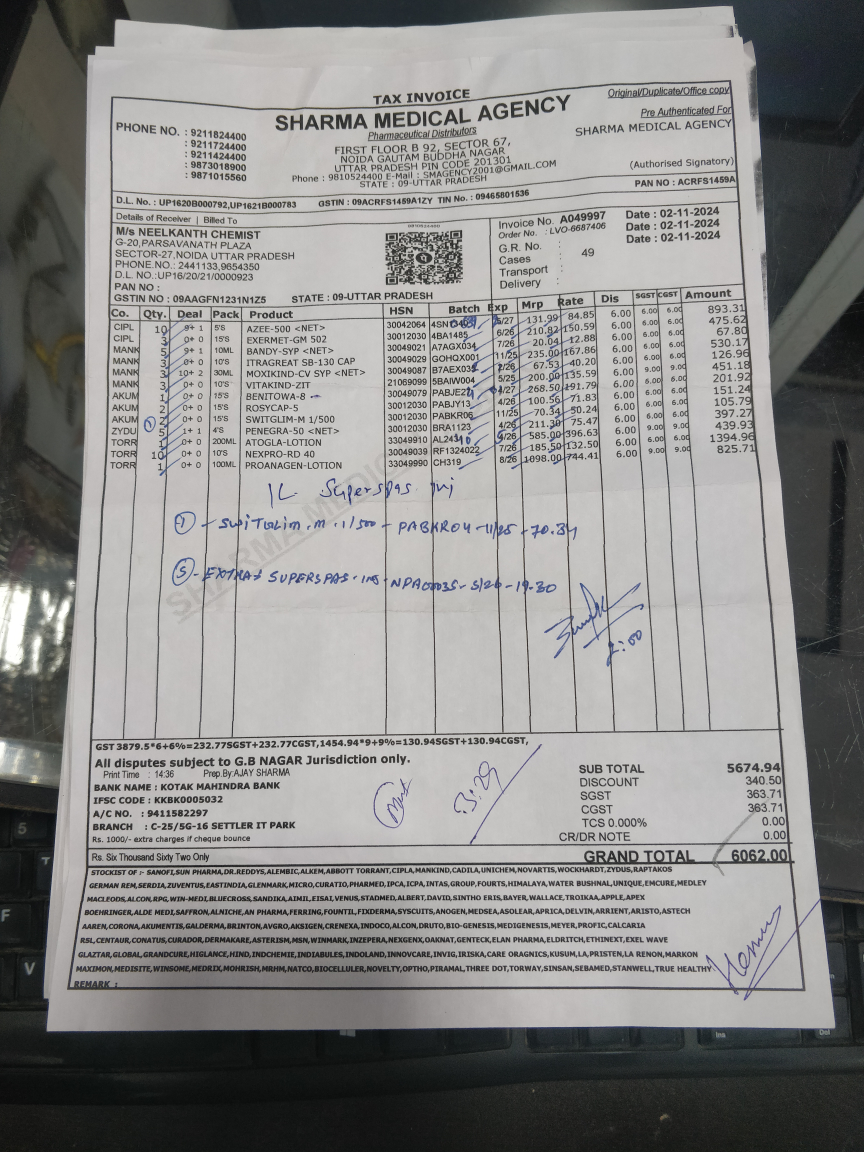 TAX INVOICE
Original/Duplicate/Office copy
SHARMA MEDICAL AGENCY
Pharmaceutical Distributors
FIRST FLOOR B 92, SECTOR 67,
NOIDA GAUTAM BUDDHA NAGAR
UTTAR PRADESH PIN CODE 201301
Phone : 9810524400 E-Mail : SMAGENCY2001@GMAIL.COM
STATE : 09-UTTAR PRADESH
PHONE NO. : 9211824400
: 9211724400
: 9211424400
: 9873018900
: 9871015560
Pre Authenticated For
SHARMA MEDICAL AGENCY
(Authorised Signatory)
D.L. No. : UP1620B000792,UP1621B000783 GSTIN : 09ACRFS1459A1ZY TIN No. : 09465801536 PAN NO : ACRFS1459A
Details of Receiver | Billed To
M/s NEELKANTH CHEMIST
G-20,PARSAVANATH PLAZA
SECTOR-27,NOIDA UTTAR PRADESH
PHONE.NO.: 2441133,9654350
D.L. NO.:UP16/20/21/0000923
PAN NO :
GSTIN NO : 09AAGFN1231N1Z5 STATE : 09-UTTAR PRADESH
9810524400
Invoice No. A049997 Date : 02-11-2024
Order No. : LVO-6687406 Date : 02-11-2024
G.R. No. : Date : 02-11-2024
Cases : 49
Transport :
Delivery :
Co. Qty. Deal Pack Product HSN Batch Exp Mrp Rate Dis SGST CGST Amount
CIPL 10 9+ 1 5'S AZEE-500 <NET> 30042064 131.99 84.85 6.00 6.00 6.00 893.31
CIPL 3 0+ 0 15'S EXERMET-GM 502 30012030 4BA1485 6/26 210.82 150.59 6.00 6.00 6.00 475.62
MANK 5 9+ 1 10ML BANDY-SYP <NET> 30049021 A7AGX034 7/26 20.04 12.88 6.00 6.00 6.00 67.80
MANK 3 0+ 0 10'S ITRAGREAT SB-130 CAP 30049029 GOHQX001 11/25 235.00 167.86 6.00 6.00 6.00 530.17
MANK 3 10+ 2 30ML MOXIKIND-CV SYP <NET> 30049087 B7AEX035 2/26 67.53 40.20 6.00 6.00 6.00 126.96
MANK 3 0+ 0 10'S VITAKIND-ZIT 21069099 5BAIW004 5/25 200.00 135.59 6.00 9.00 9.00 451.18
AKUM 1 0+ 0 15'S BENITOWA-8 30049079 PABJE27 4/27 268.50 191.79 6.00 6.00 6.00 201.92
AKUM 2 0+ 0 15'S ROSYCAP-5 30012030 PABJY13 4/26 100.56 71.83 6.00 6.00 6.00 151.24
AKUM 2 0+ 0 15'S SWITGLIM-M 1/500 30012030 PABKR06 11/25 70.34 50.24 6.00 6.00 6.00 105.79
ZYDU 5 1+ 1 4'S PENEGRA-50 <NET> 30012030 BRA1123 4/26 211.30 75.47 6.00 6.00 6.00 397.27
TORR 1 0+ 0 200ML ATOGLA-LOTION 33049910 9/26 585.00 396.63 6.00 9.00 9.00 439.93
TORR 10 0+ 0 10'S NEXPRO-RD 40 30049039 RF1324022 7/26 185.50 132.50 6.00 6.00 6.00 1394.96
TORR 1 0+ 0 100ML PROANAGEN-LOTION 33049990 CH319 8/26 1098.00 744.41 6.00 9.00 9.00 825.71
Superspas inj
① - SWITGLIM.M.1/500 - PABKR04 - 11/25 - 70.34
⑤ - EXTRA SUPERSPAS.INJ - NPA0003S - 5/26 - 19.30
SHARMA MEDIC
GST 3879.5*6+6%=232.77SGST+232.77CGST,1454.94*9+9%=130.94SGST+130.94CGST,
All disputes subject to G.B NAGAR Jurisdiction only.
Print Time : 14:36 Prep.By:AJAY SHARMA
BANK NAME : KOTAK MAHINDRA BANK
IFSC CODE : KKBK0005032
A/C NO. : 9411582297
BRANCH : C-25/5G-16 SETTLER IT PARK
Rs. 1000/- extra charges if cheque bounce
3:29
SUB TOTAL 5674.94
DISCOUNT 340.50
SGST 363.71
CGST 363.71
TCS 0.000% 0.00
CR/DR NOTE 0.00
Rs. Six Thousand Sixty Two Only
GRAND TOTAL 6062.00
STOCKIST OF :- SANOFI,SUN PHARMA,DR.REDDYS,ALEMBIC,ALKEM,ABBOTT TORRANT,CIPLA,MANKIND,CADILA,UNICHEM,NOVARTIS,WOCKHARDT,ZYDUS,RAPTAKOS
GERMAN REM,SERDIA,ZUVENTUS,EASTINDIA,GLENMARK,MICRO,CURATIO,PHARMED,IPCA,ICPA,INTAS,GROUP,FOURTS,HIMALAYA,WATER BUSHNAL,UNIQUE,EMCURE,MEDLEY
MACLEODS,ALCON,RPG,WIN-MEDI,BLUECROSS,SANDIKA,AIMIL,EISAI,VENUS,STADMED,ALBERT,DAVID,SINTHO ERIS,BAYER,WALLACE,TROIKAA,APPLE,APEX
BOEHRINGER,ALDE MEDI,SAFFRON,ALNICHE,AN PHARMA,FERRING,FOUNTIL,FIXDERMA,SYSCUITS,ANOGEN,MEDSEA,ASOLEAR,APRICA,DELVIN,ARRIENT,ARISTO,ASTECH
AAREN,CORONA,AKUMENTIS,GALDERMA,BRINTON,AVGRO,AKSIGEN,CRENEXA,INDOCO,ALCON,DRUTO,BIO-GENESIS,MEDIGENESIS,MEYER,PROFIC,CALCARIA
RSL,CENTAUR,CONATUS,CURADER,DERMAKARE,ASTERISM,MSN,WINMARK,INZEPERA,NEXGENX,OAKNAT,GENTECK,ELAN PHARMA,ELDRITCH,ETHINEXT,EXEL WAVE
GLAZTAR,GLOBAL,GRANDCURE,HIGLANCE,HIND,INDCHEMIE,INDIABULES,INDOLAND,INNOVCARE,INVIG,IRISKA,CARE ORAGNICS,KUSUM,LA,PRISTEN,LA RENON,MARKON
MAXIMON,MEDISITE,WINSOME,MEDRIX,MOHRISH,MRHM,NATCO,BIOCELLULER,NOVELTY,OPTHO,PIRAMAL,THREE DOT,TORWAY,SINSAN,SEBAMED,STANWELL,TRUE HEALTHY
REMARK :